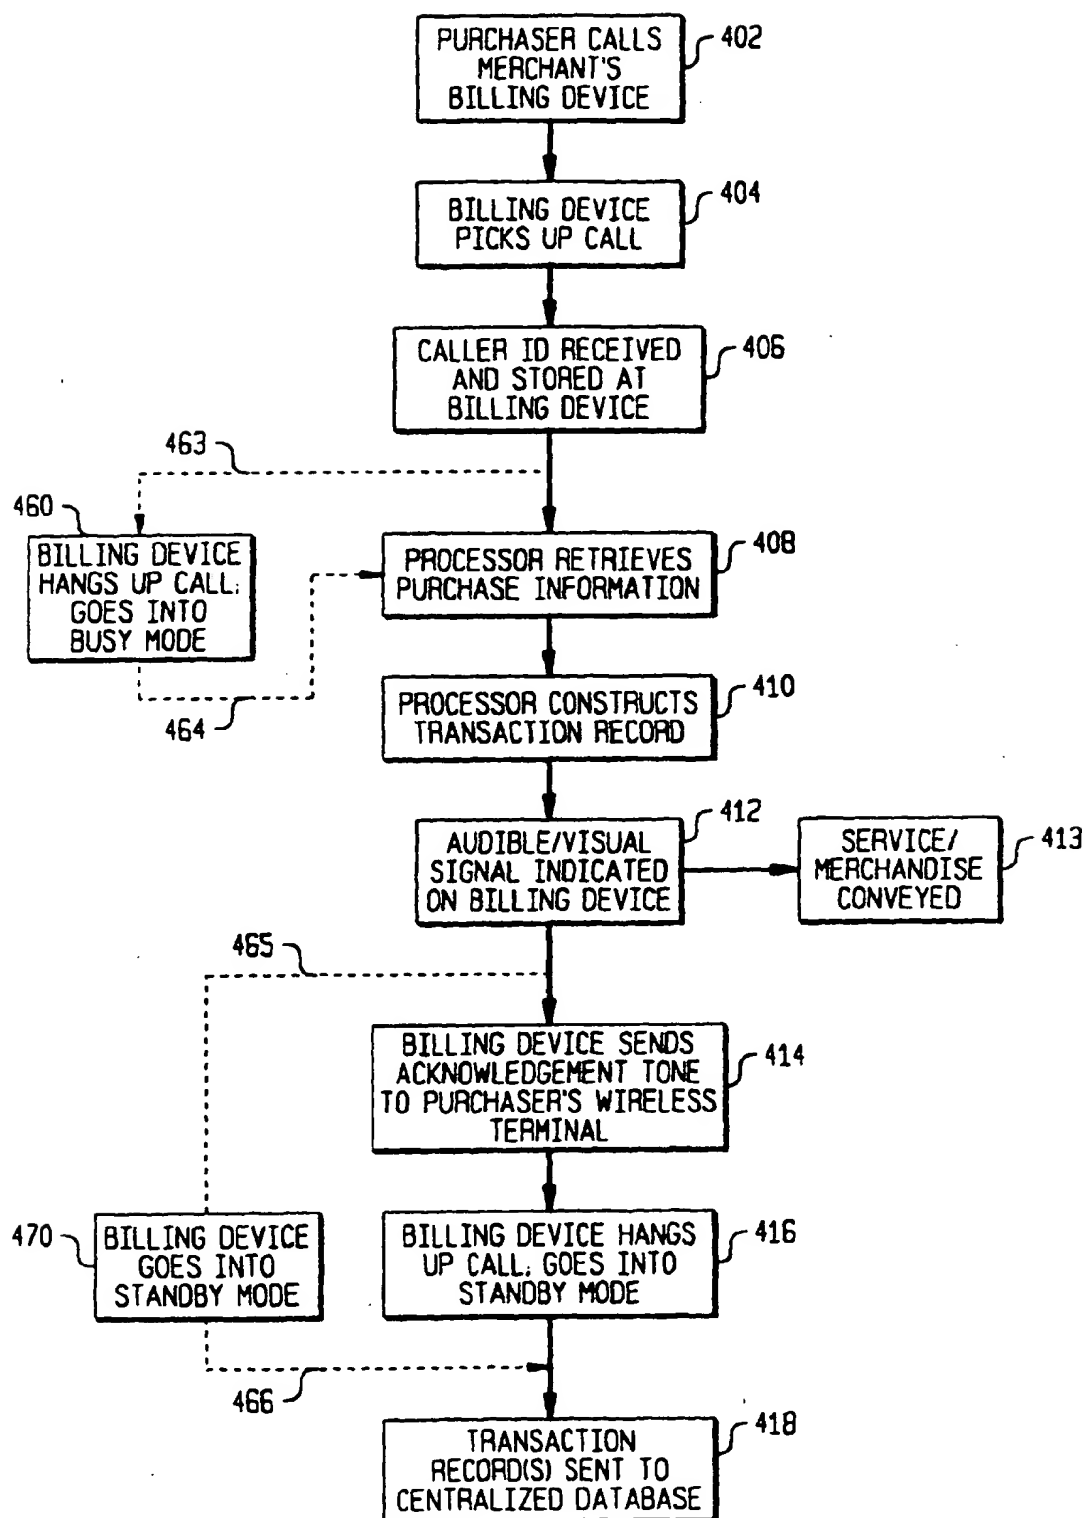 PURCHASER CALLS
MERCHANT'S
BILLING DEVICE
402
BILLING DEVICE
PICKS UP CALL
404
CALLER ID RECEIVED
AND STORED AT
BILLING DEVICE
406
463
460
BILLING DEVICE
HANGS UP CALL;
GOES INTO
BUSY MODE
PROCESSOR RETRIEVES
PURCHASE INFORMATION
408
464
PROCESSOR CONSTRUCTS
TRANSACTION RECORD
410
AUDIBLE/VISUAL
SIGNAL INDICATED
ON BILLING DEVICE
412
SERVICE/
MERCHANDISE
CONVEYED
413
465
BILLING DEVICE SENDS
ACKNOWLEDGEMENT TONE
TO PURCHASER'S WIRELESS
TERMINAL
414
470
BILLING DEVICE
GOES INTO
STANDBY MODE
BILLING DEVICE HANGS
UP CALL; GOES INTO
STANDBY MODE
416
466
TRANSACTION
RECORD(S) SENT TO
CENTRALIZED DATABASE
418